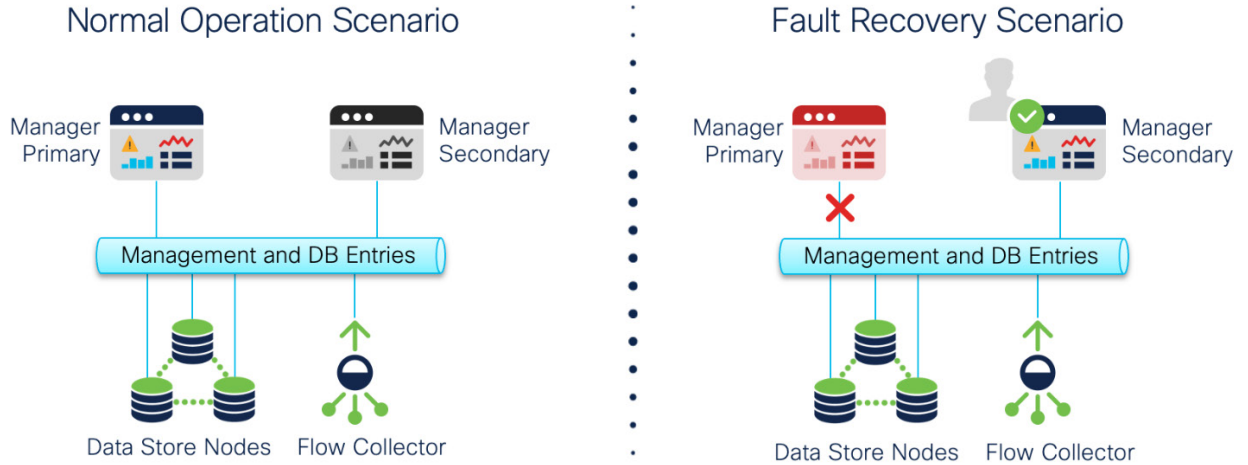 Normal Operation Scenario
Manager
Primary
Manager
Secondary
Management and DB Entries
Data Store Nodes
Flow Collector
Fault Recovery Scenario
Manager
Primary
Manager
Secondary
Management and DB Entries
Data Store Nodes
Flow Collector